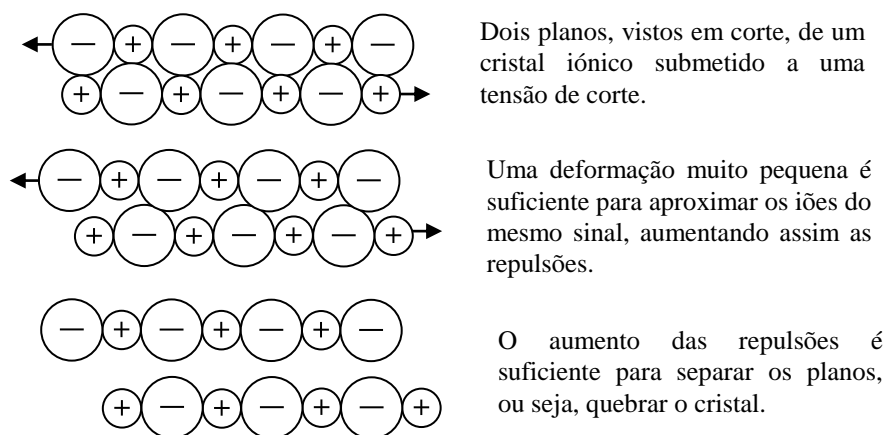 − + − + − + −
+ − + − + − +
Dois planos, vistos em corte, de um
cristal iónico submetido a uma
tensão de corte.
− + − + − + −
+ − + − + − +
Uma deformação muito pequena é
suficiente para aproximar os iões do
mesmo sinal, aumentando assim as
repulsões.
− + − + − + −
+ − + − + − +
O aumento das repulsões é
suficiente para separar os planos,
ou seja, quebrar o cristal.